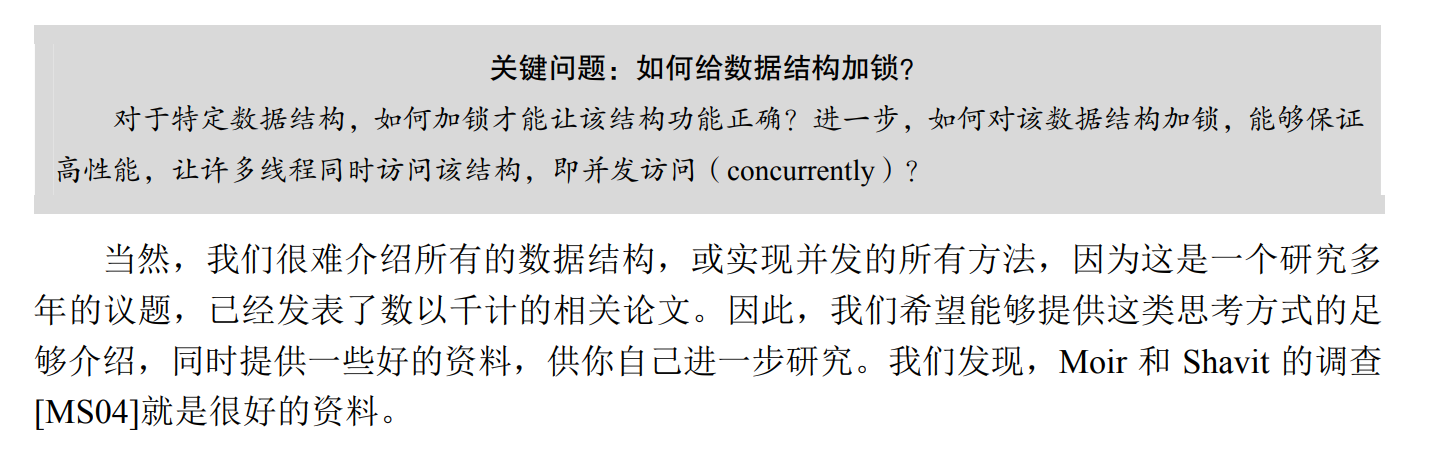 关键问题：如何给数据结构加锁？
对于特定数据结构，如何加锁才能让该结构功能正确？进一步，如何对该数据结构加锁，能够保证
高性能，让许多线程同时访问该结构，即并发访问（concurrently）？
当然，我们很难介绍所有的数据结构，或实现并发的所有方法，因为这是一个研究多
年的议题，已经发表了数以千计的相关论文。因此，我们希望能够提供这类思考方式的足
够介绍，同时提供一些好的资料，供你自己进一步研究。我们发现，Moir 和 Shavit 的调查
[MS04]就是很好的资料。